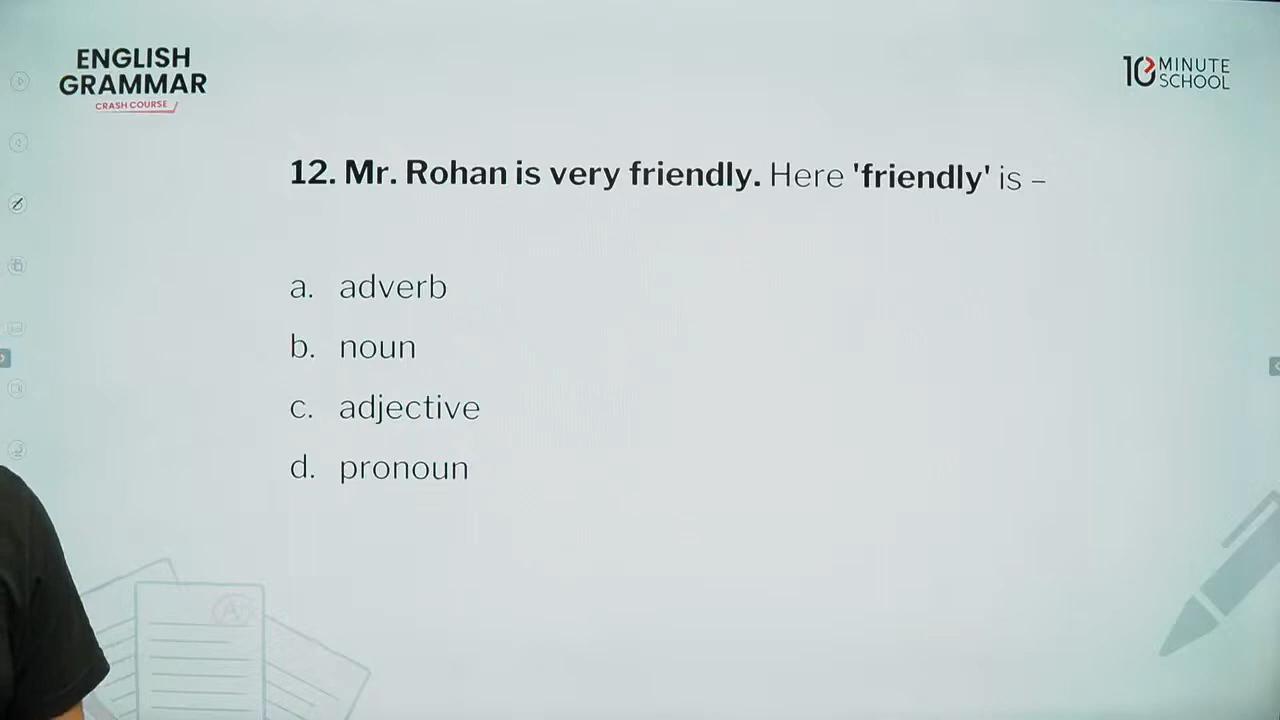 ENGLISH
GRAMMAR
CRASH COURSE
10 MINUTE
SCHOOL
12. Mr. Rohan is very friendly. Here 'friendly' is –
a. adverb
b. noun
c. adjective
d. pronoun
A+